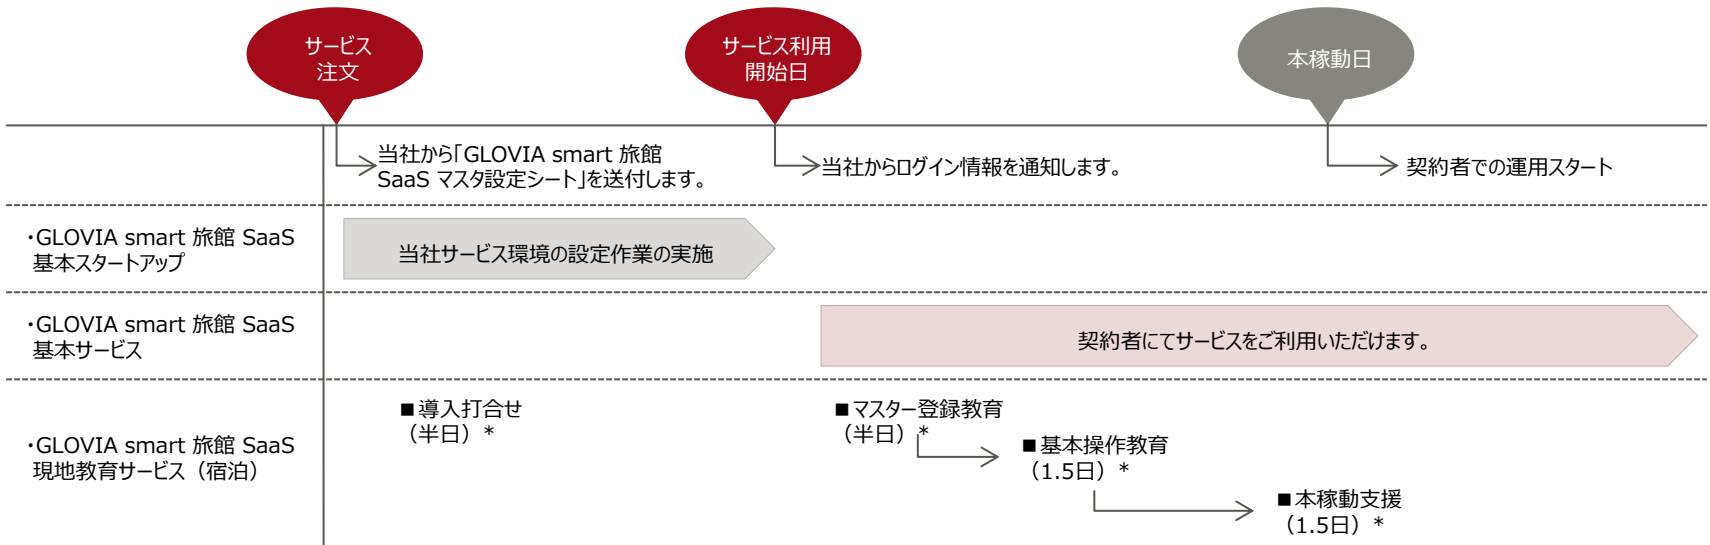 サービス
注文
サービス利用
開始日
本稼動日
当社から「GLOVIA smart 旅館
SaaS マスタ設定シート」を送付します。
当社からログイン情報を通知します。
契約者での運用スタート
・GLOVIA smart 旅館 SaaS
基本スタートアップ
当社サービス環境の設定作業の実施
・GLOVIA smart 旅館 SaaS
基本サービス
契約者にてサービスをご利用いただけます。
・GLOVIA smart 旅館 SaaS
現地教育サービス（宿泊）
■導入打合せ
（半日）*
■マスター登録教育
（半日）*
■基本操作教育
（1.5日）*
■本稼動支援
（1.5日）*